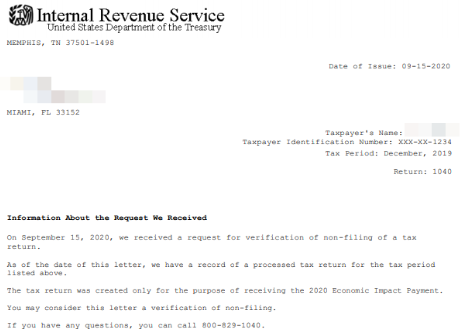 Internal Revenue Service
United States Department of the Treasury
MEMPHIS, TN 37501-1498
Date of Issue: 09-15-2020
MIAMI, FL 33152
Taxpayer's Name:
Taxpayer Identification Number: XXX-XX-1234
Tax Period: December, 2019
Return: 1040
Information About the Request We Received
On September 15, 2020, we received a request for verification of non-filing of a tax
return.
As of the date of this letter, we have a record of a processed tax return for the tax period
listed above.
The tax return was created only for the purpose of receiving the 2020 Economic Impact Payment.
You may consider this letter a verification of non-filing.
If you have any questions, you can call 800-829-1040.